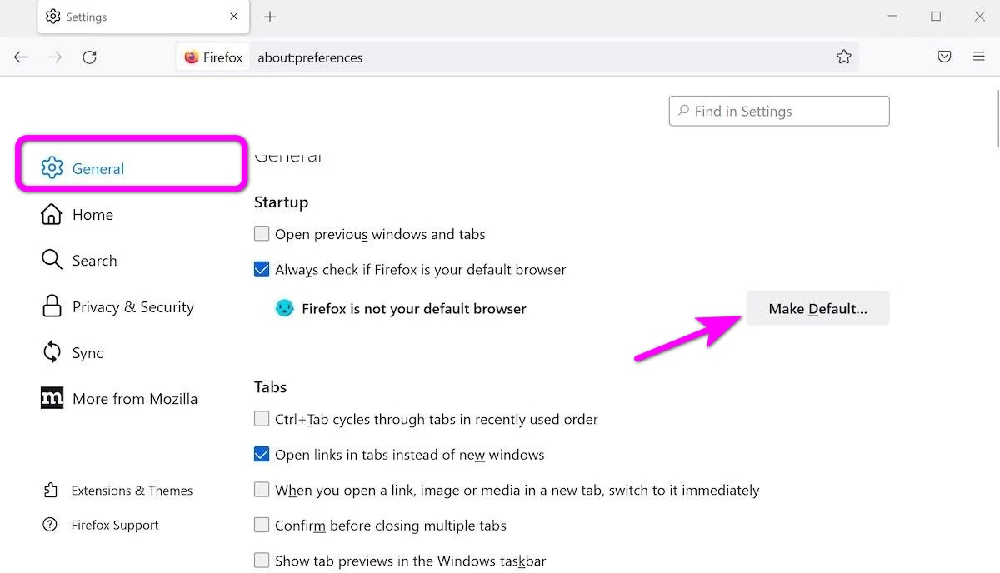 Settings
Firefox about:preferences
Find in Settings
General
General
Startup
Home
Open previous windows and tabs
Search
Always check if Firefox is your default browser
Privacy & Security
Firefox is not your default browser
Make Default...
Sync
Tabs
More from Mozilla
Ctrl+Tab cycles through tabs in recently used order
Open links in tabs instead of new windows
Extensions & Themes
When you open a link, image or media in a new tab, switch to it immediately
Firefox Support
Confirm before closing multiple tabs
Show tab previews in the Windows taskbar